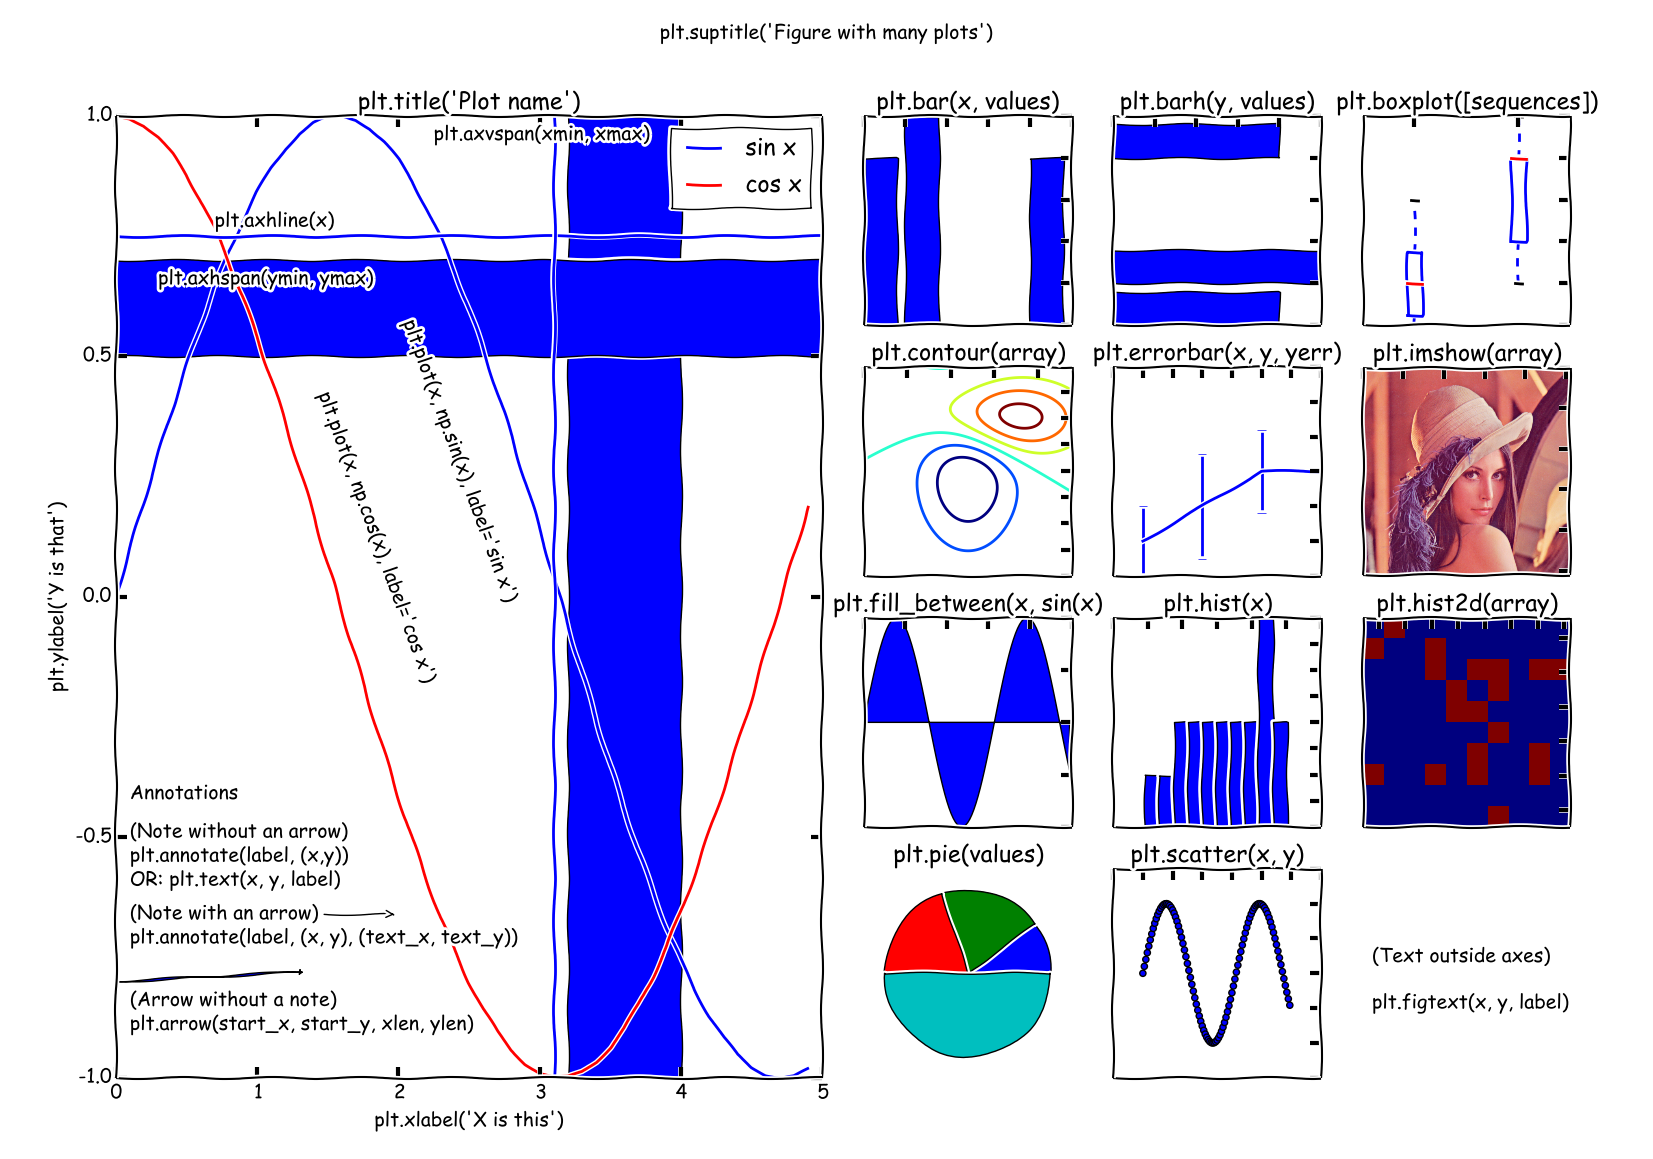 plt.suptitle('Figure with many plots')
plt.title('Plot name')
plt.axvspan(xmin, xmax)
sin x
cos x
plt.axhline(x)
plt.axhspan(ymin, ymax)
plt.plot(x, np.sin(x), label='sin x')
plt.plot(x, np.cos(x), label='cos x')
1.0
0.5
0.0
-0.5
-1.0
plt.ylabel('Y is that')
Annotations
(Note without an arrow)
plt.annotate(label, (x,y))
OR: plt.text(x, y, label)
(Note with an arrow)
plt.annotate(label, (x, y), (text_x, text_y))
(Arrow without a note)
plt.arrow(start_x, start_y, xlen, ylen)
0 1 2 3 4 5
plt.xlabel('X is this')
plt.bar(x, values)
plt.barh(y, values)
plt.boxplot([sequences])
plt.contour(array)
plt.errorbar(x, y, yerr)
plt.imshow(array)
plt.fill_between(x, sin(x)
plt.hist(x)
plt.hist2d(array)
plt.pie(values)
plt.scatter(x, y)
(Text outside axes)
plt.figtext(x, y, label)